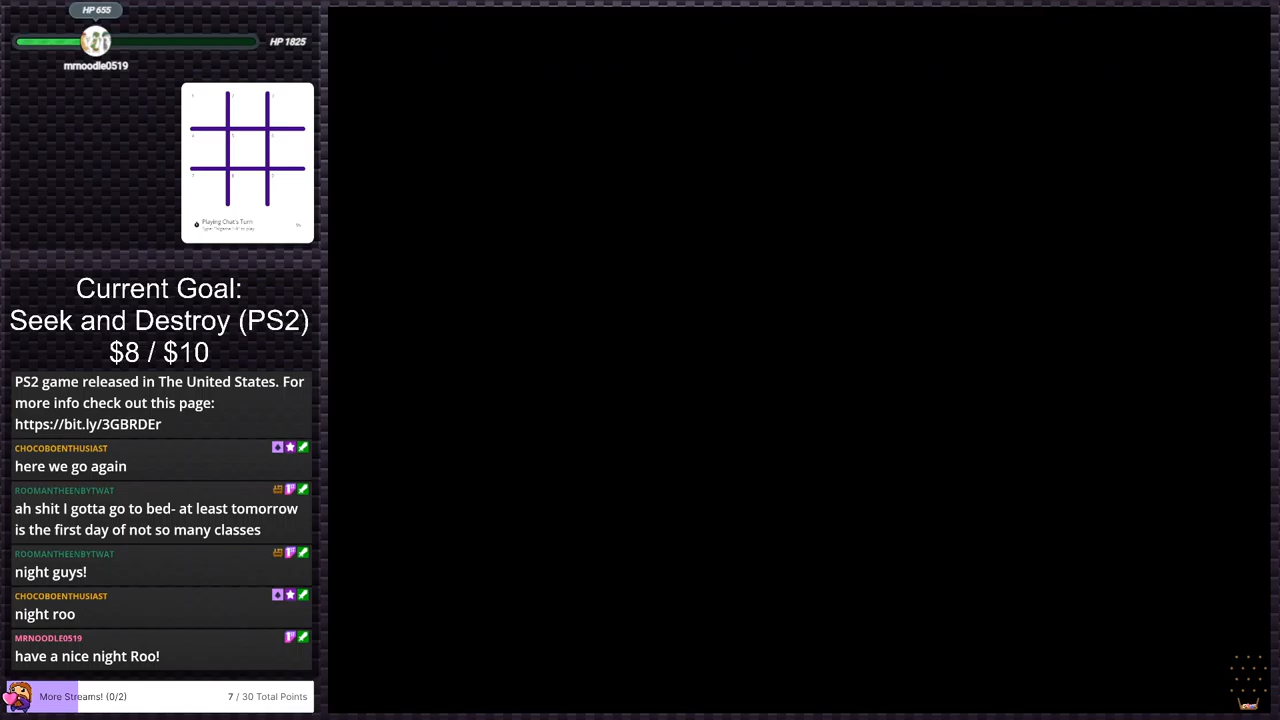 HP 655
HP 1825
mrnoodle0519
Playing Chat's Turn
Current Goal:
Seek and Destroy (PS2)
$8 / $10
PS2 game released in The United States. For
more info check out this page:
https://bit.ly/3GBRDEr
CHOCOBOENTHUSIAST
here we go again
ROOMANTHEENBYTWAT
ah shit I gotta go to bed- at least tomorrow
is the first day of not so many classes
ROOMANTHEENBYTWAT
night guys!
CHOCOBOENTHUSIAST
night roo
MRNOODLE0519
have a nice night Roo!
More Streams! (0/2)
7 / 30 Total Points